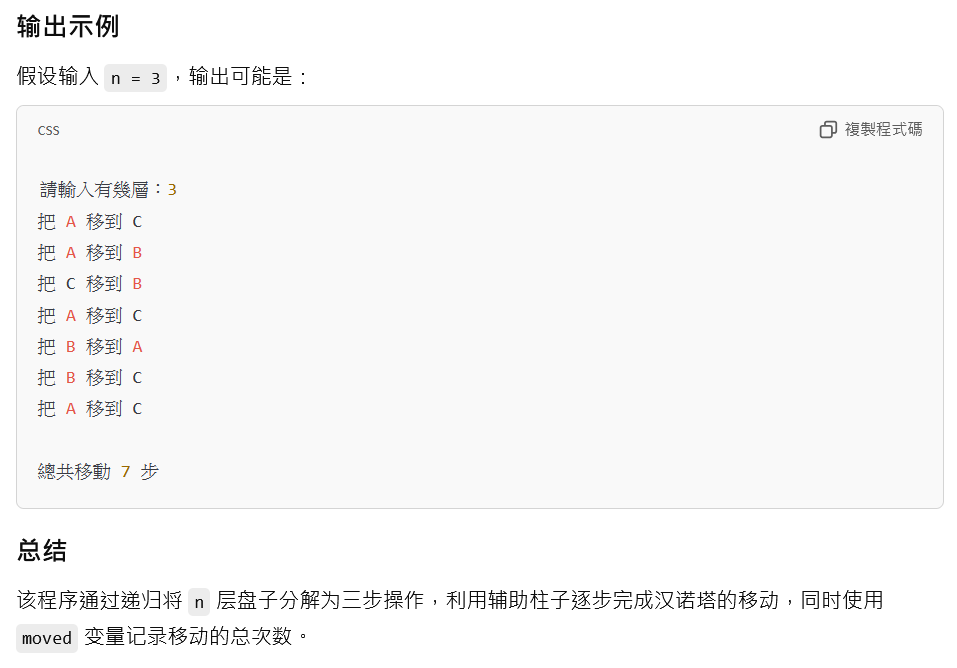 输出示例
假设输入 n = 3，输出可能是：
css
複製程式碼
請輸入有幾層：3
把 A 移到 C
把 A 移到 B
把 C 移到 B
把 A 移到 C
把 B 移到 A
把 B 移到 C
把 A 移到 C
總共移動 7 步
总结
该程序通过递归将 n 层盘子分解为三步操作，利用辅助柱子逐步完成汉诺塔的移动，同时使用
moved 变量记录移动的总次数。